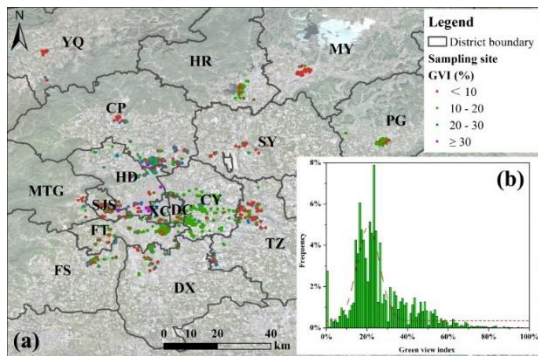 N
YQ
HR
MY
Legend
District boundary
Sampling site
GVI (%)
< 10
10 - 20
20 - 30
≥ 30
CP
SY
PG
HD
MTG
SJS
XC
DC
CY
FT
TZ
FS
DX
(a)
0 10 20 40
km
(b)
8%
6%
4%
2%
0%
Frequency
0% 20% 40% 60% 80% 100%
Green view index